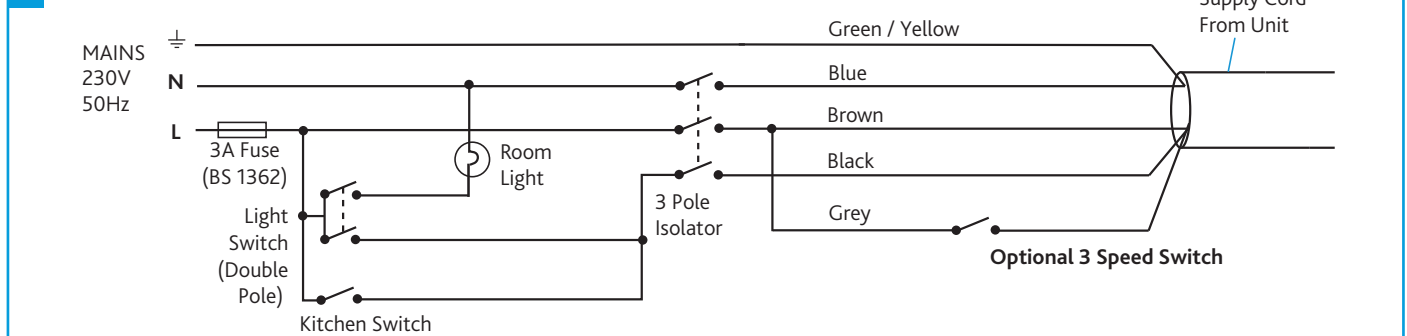 Supply Cord
From Unit
Green / Yellow
MAINS
230V
50Hz
N
Blue
L
Brown
3A Fuse
(BS 1362)
Room
Light
Black
3 Pole
Isolator
Light
Switch
(Double
Pole)
Grey
Optional 3 Speed Switch
Kitchen Switch